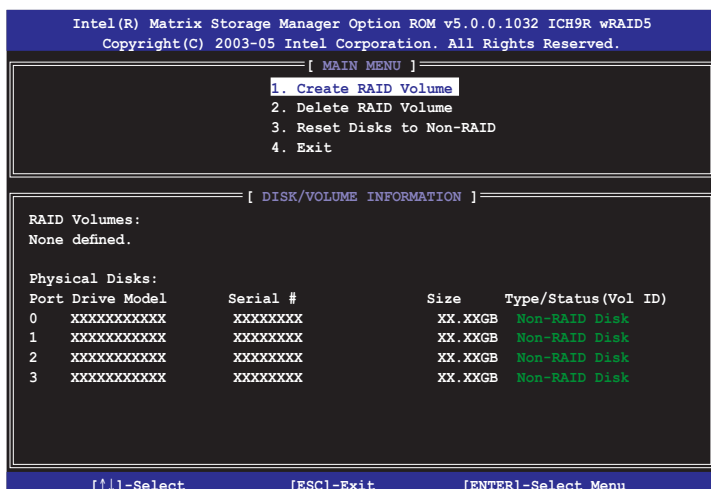 Intel(R) Matrix Storage Manager Option ROM v5.0.0.1032 ICH9R wRAID5
Copyright(C) 2003-05 Intel Corporation. All Rights Reserved.
[ MAIN MENU ]
1. Create RAID Volume
2. Delete RAID Volume
3. Reset Disks to Non-RAID
4. Exit
[ DISK/VOLUME INFORMATION ]
RAID Volumes:
None defined.
Physical Disks:
Port Drive Model Serial # Size Type/Status(Vol ID)
0 XXXXXXXXXXX XXXXXXXX XX.XXGB Non-RAID Disk
1 XXXXXXXXXXX XXXXXXXX XX.XXGB Non-RAID Disk
2 XXXXXXXXXXX XXXXXXXX XX.XXGB Non-RAID Disk
3 XXXXXXXXXXX XXXXXXXX XX.XXGB Non-RAID Disk
[↑↓]-Select [ESC]-Exit [ENTER]-Select Menu